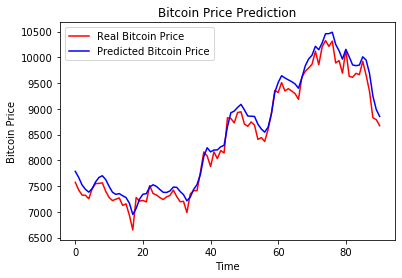 Bitcoin Price Prediction
Real Bitcoin Price
Predicted Bitcoin Price
Bitcoin Price
10500
10000
9500
9000
8500
8000
7500
7000
6500
0
20
40
60
80
Time